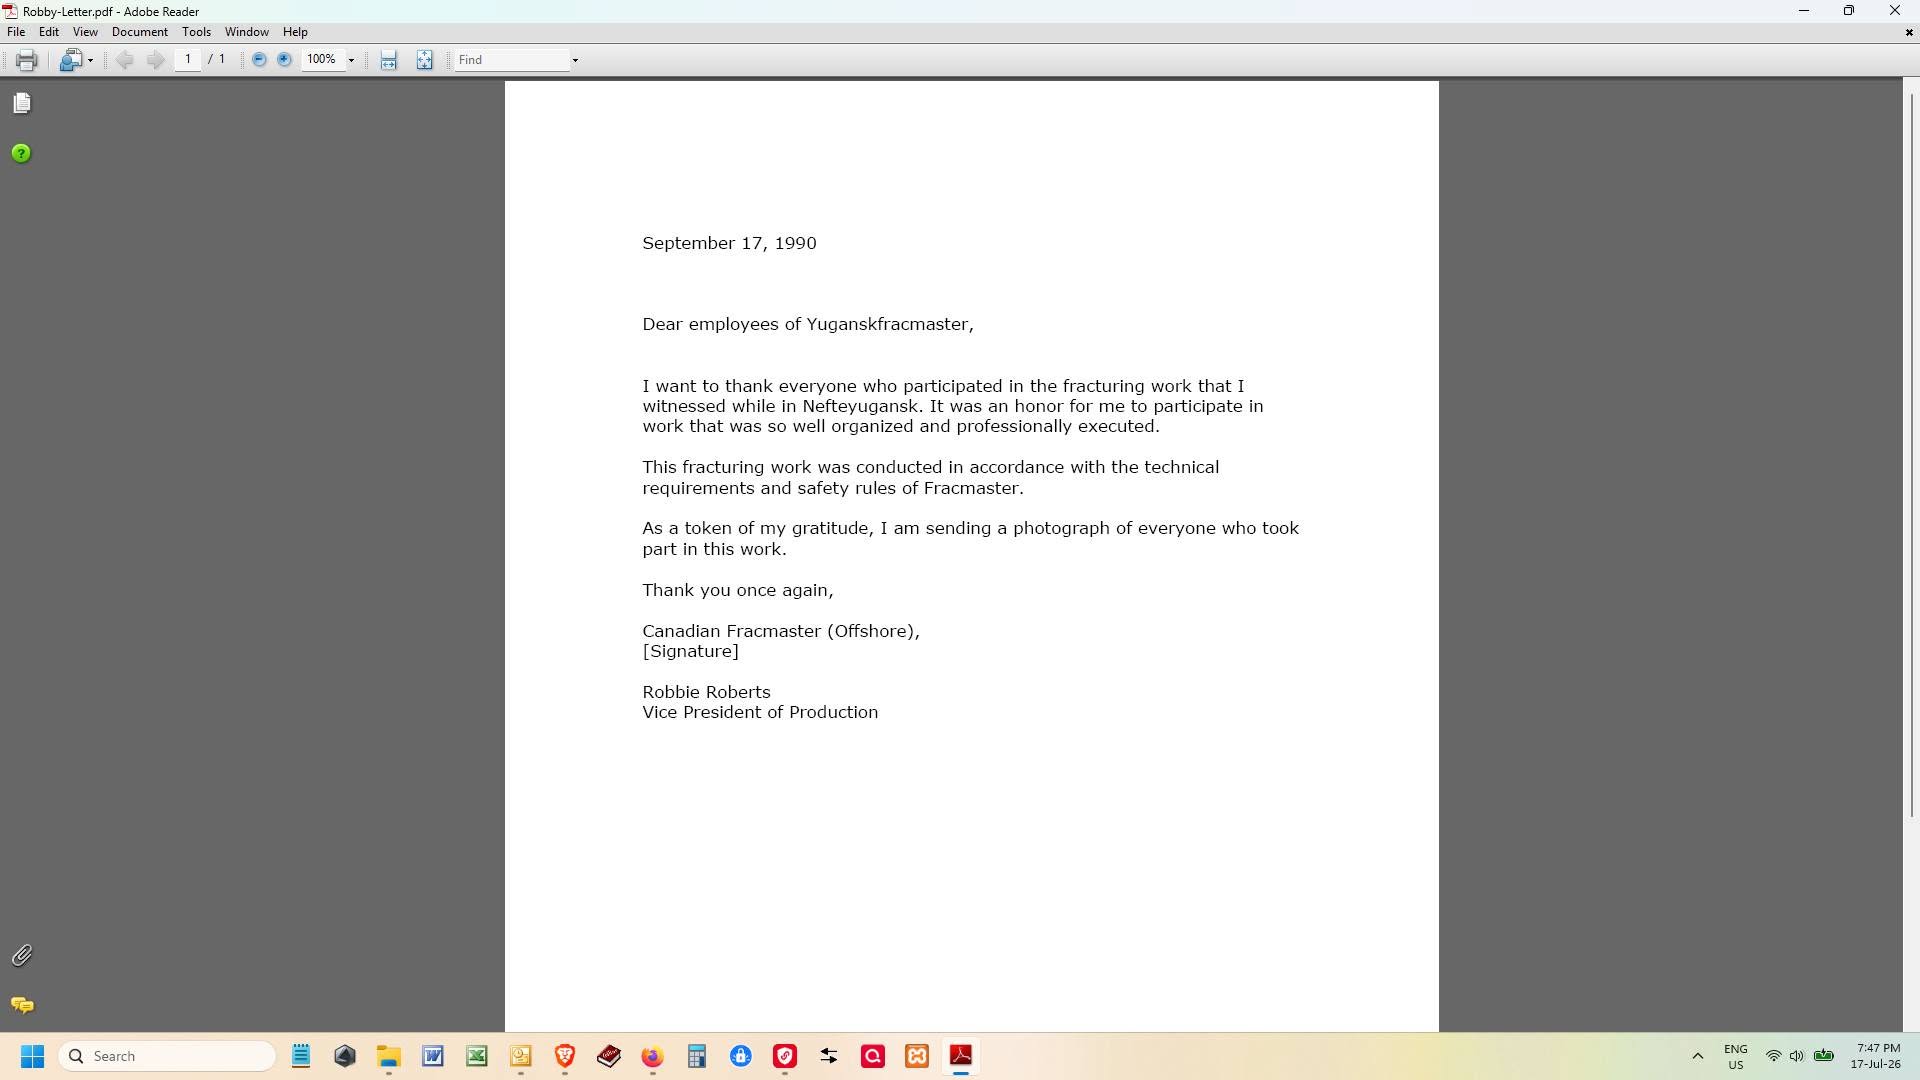 Robby-Letter.pdf - Adobe Reader
File Edit View Document Tools Window Help
1 / 1 100% Find
September 17, 1990
Dear employees of Yuganskfracmaster,
I want to thank everyone who participated in the fracturing work that I
witnessed while in Nefteyugansk. It was an honor for me to participate in
work that was so well organized and professionally executed.
This fracturing work was conducted in accordance with the technical
requirements and safety rules of Fracmaster.
As a token of my gratitude, I am sending a photograph of everyone who took
part in this work.
Thank you once again,
Canadian Fracmaster (Offshore),
[Signature]
Robbie Roberts
Vice President of Production
Search
ENG
US
7:47 PM
17-Jul-26